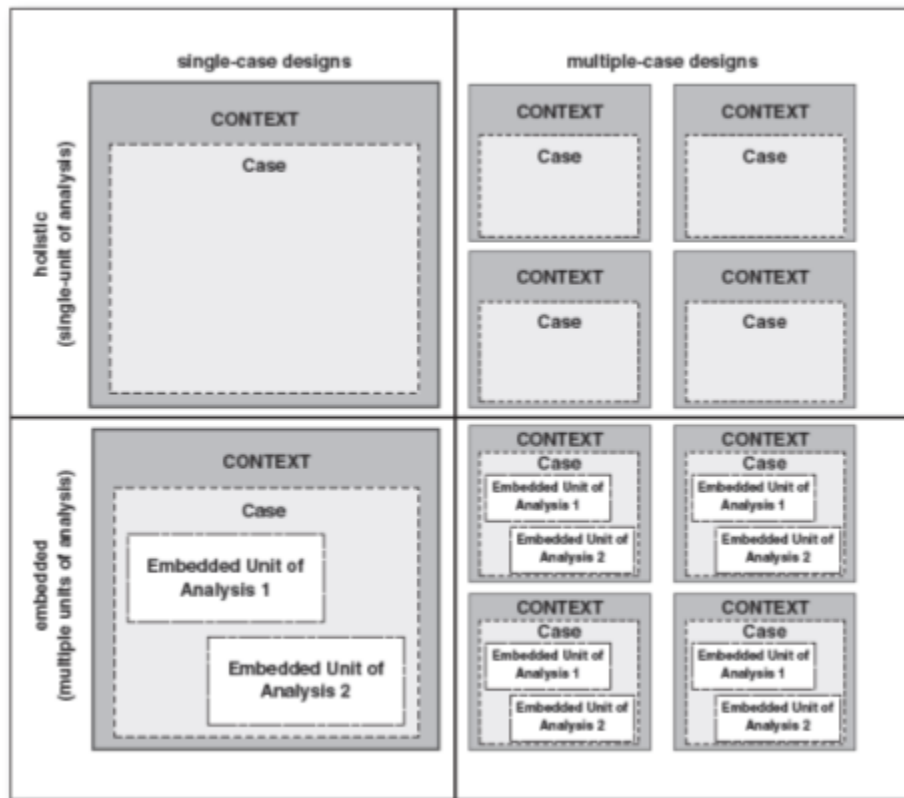 single-case designs
multiple-case designs
holistic
(single-unit of analysis)
CONTEXT
Case
CONTEXT
Case
CONTEXT
Case
CONTEXT
Case
CONTEXT
Case
embedded
(multiple units of analysis)
CONTEXT
Case
Embedded Unit of
Analysis 1
Embedded Unit of
Analysis 2
CONTEXT
Case
Embedded Unit of
Analysis 1
Embedded Unit of
Analysis 2
CONTEXT
Case
Embedded Unit of
Analysis 1
Embedded Unit of
Analysis 2
CONTEXT
Case
Embedded Unit of
Analysis 1
Embedded Unit of
Analysis 2
CONTEXT
Case
Embedded Unit of
Analysis 1
Embedded Unit of
Analysis 2